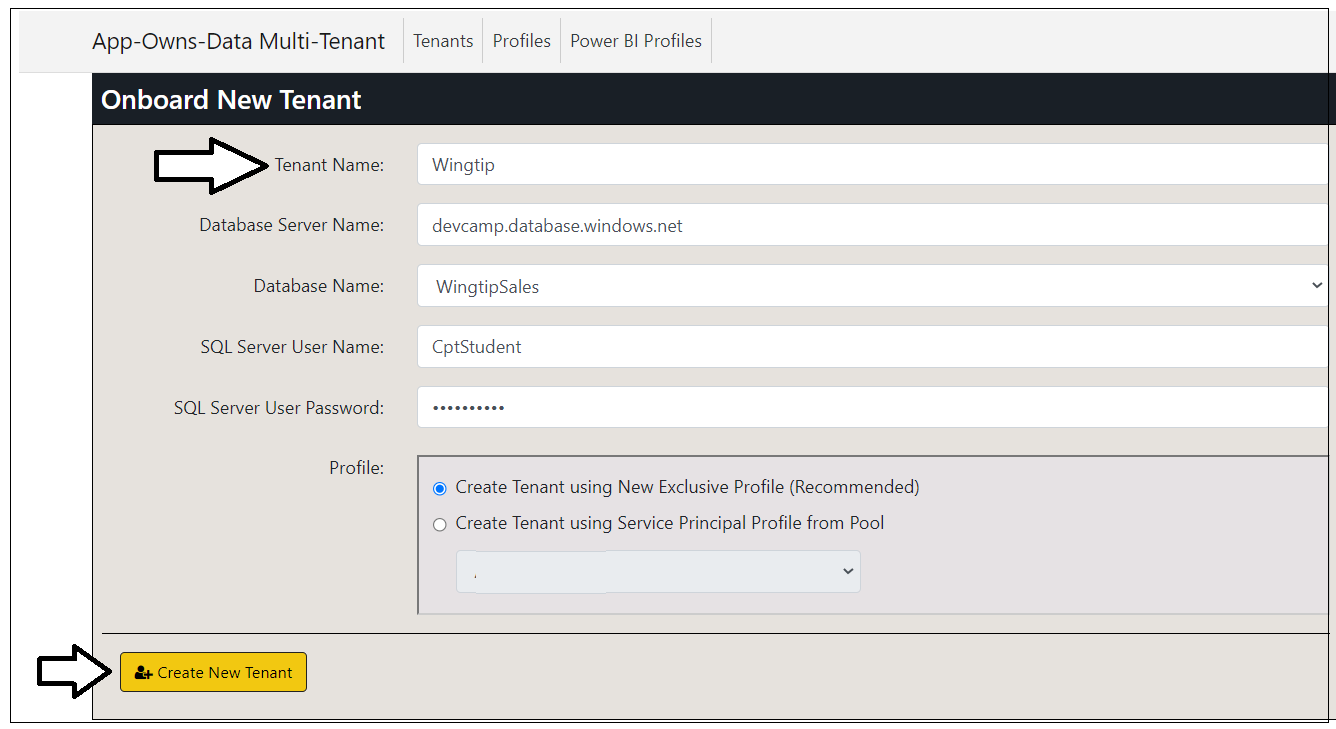 App-Owns-Data Multi-Tenant Tenants Profiles Power BI Profiles
Onboard New Tenant
Tenant Name: Wingtip
Database Server Name: devcamp.database.windows.net
Database Name: WingtipSales
SQL Server User Name: CptStudent
SQL Server User Password: ••••••••••
Profile: Create Tenant using New Exclusive Profile (Recommended)
Create Tenant using Service Principal Profile from Pool
Create New Tenant